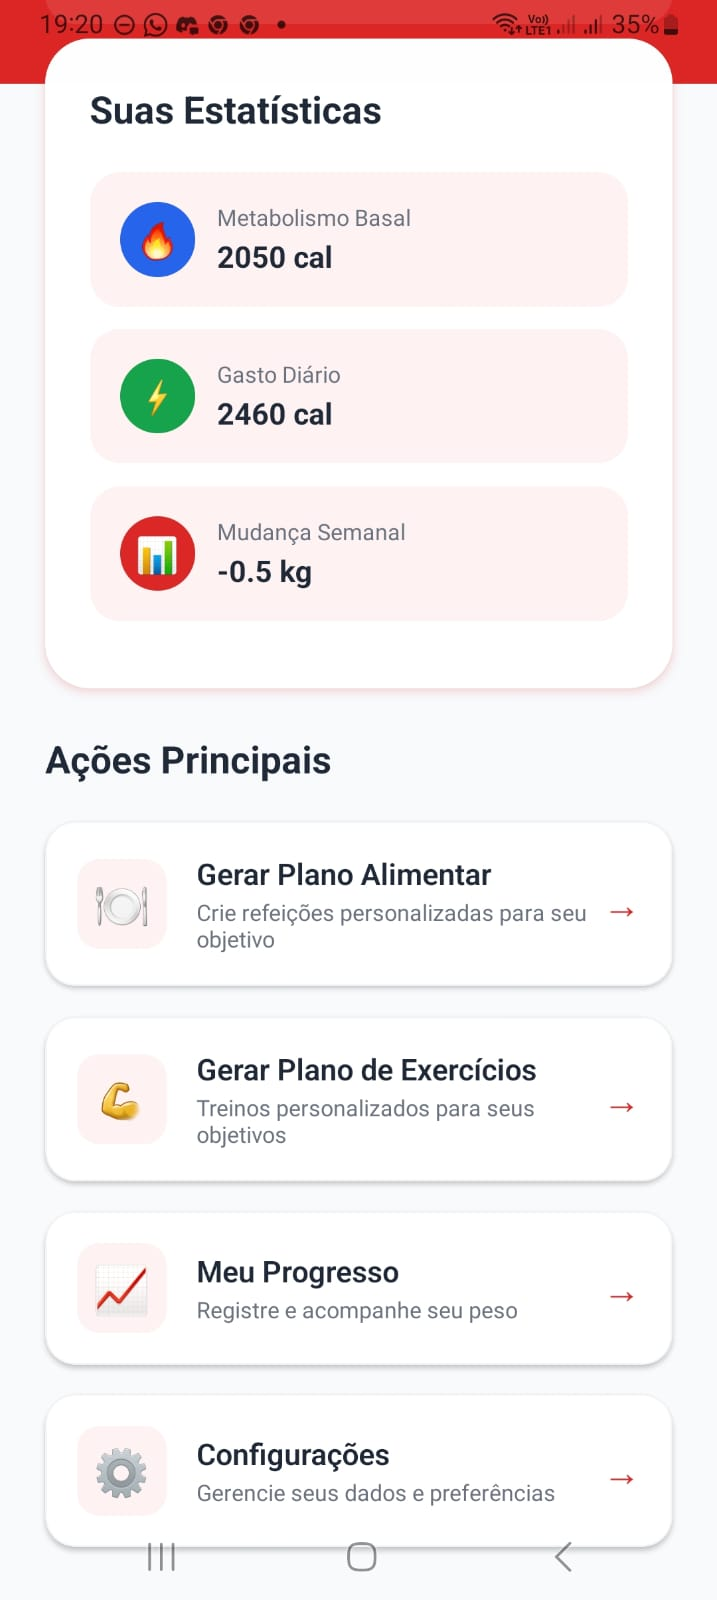 19:20
Vo))
LTE1
35%
Suas Estatísticas
Metabolismo Basal
2050 cal
Gasto Diário
2460 cal
Mudança Semanal
-0.5 kg
Ações Principais
Gerar Plano Alimentar
Crie refeições personalizadas para seu
objetivo
→
Gerar Plano de Exercícios
Treinos personalizados para seus
objetivos
→
Meu Progresso
Registre e acompanhe seu peso
→
Configurações
Gerencie seus dados e preferências
→